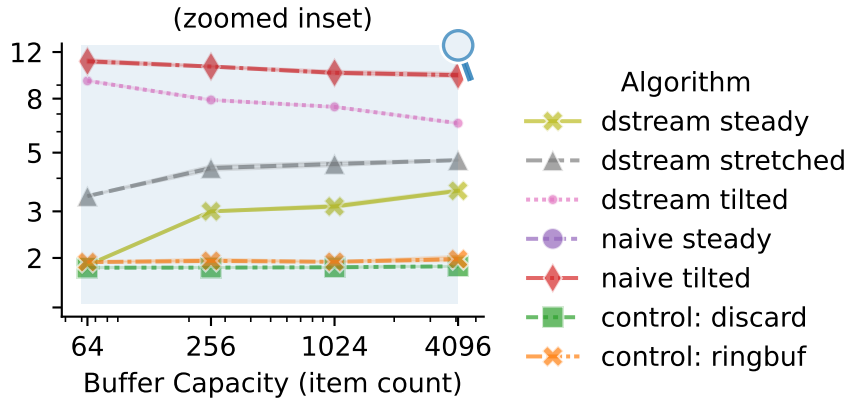 (zoomed inset)
12
8
5
3
2
64 256 1024 4096
Buffer Capacity (item count)
Algorithm
dstream steady
dstream stretched
dstream tilted
naive steady
naive tilted
control: discard
control: ringbuf